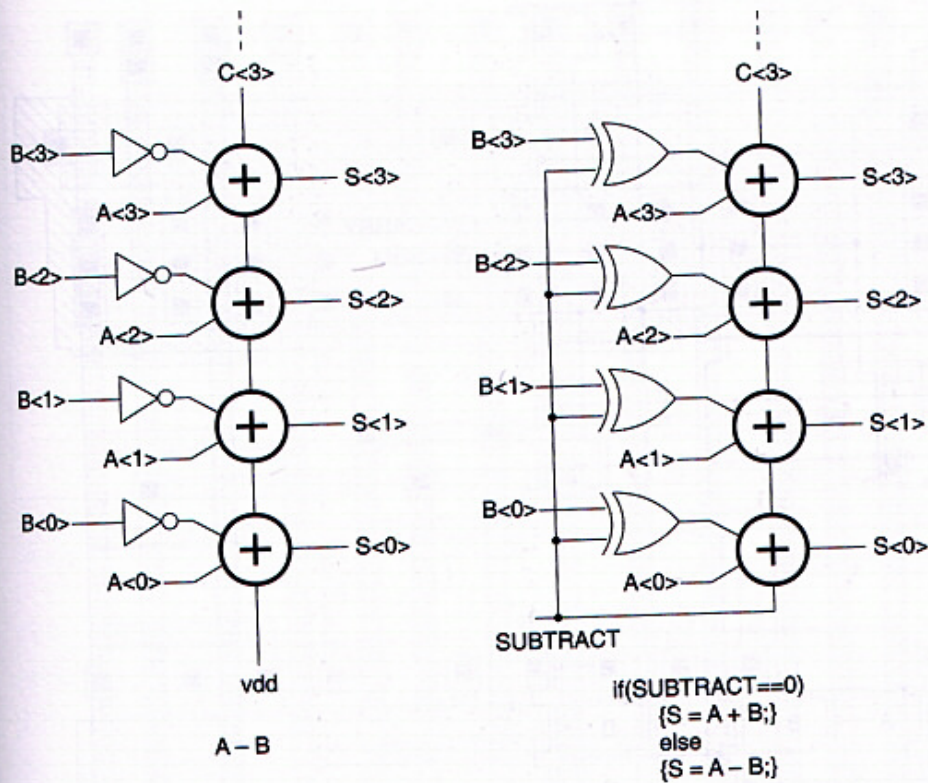 C<3>
B<3>
A<3>
S<3>
B<2>
A<2>
S<2>
B<1>
A<1>
S<1>
B<0>
A<0>
S<0>
vdd
A – B
C<3>
B<3>
A<3>
S<3>
B<2>
A<2>
S<2>
B<1>
A<1>
S<1>
B<0>
A<0>
S<0>
SUBTRACT
if(SUBTRACT==0)
{S = A + B;}
else
{S = A – B;}